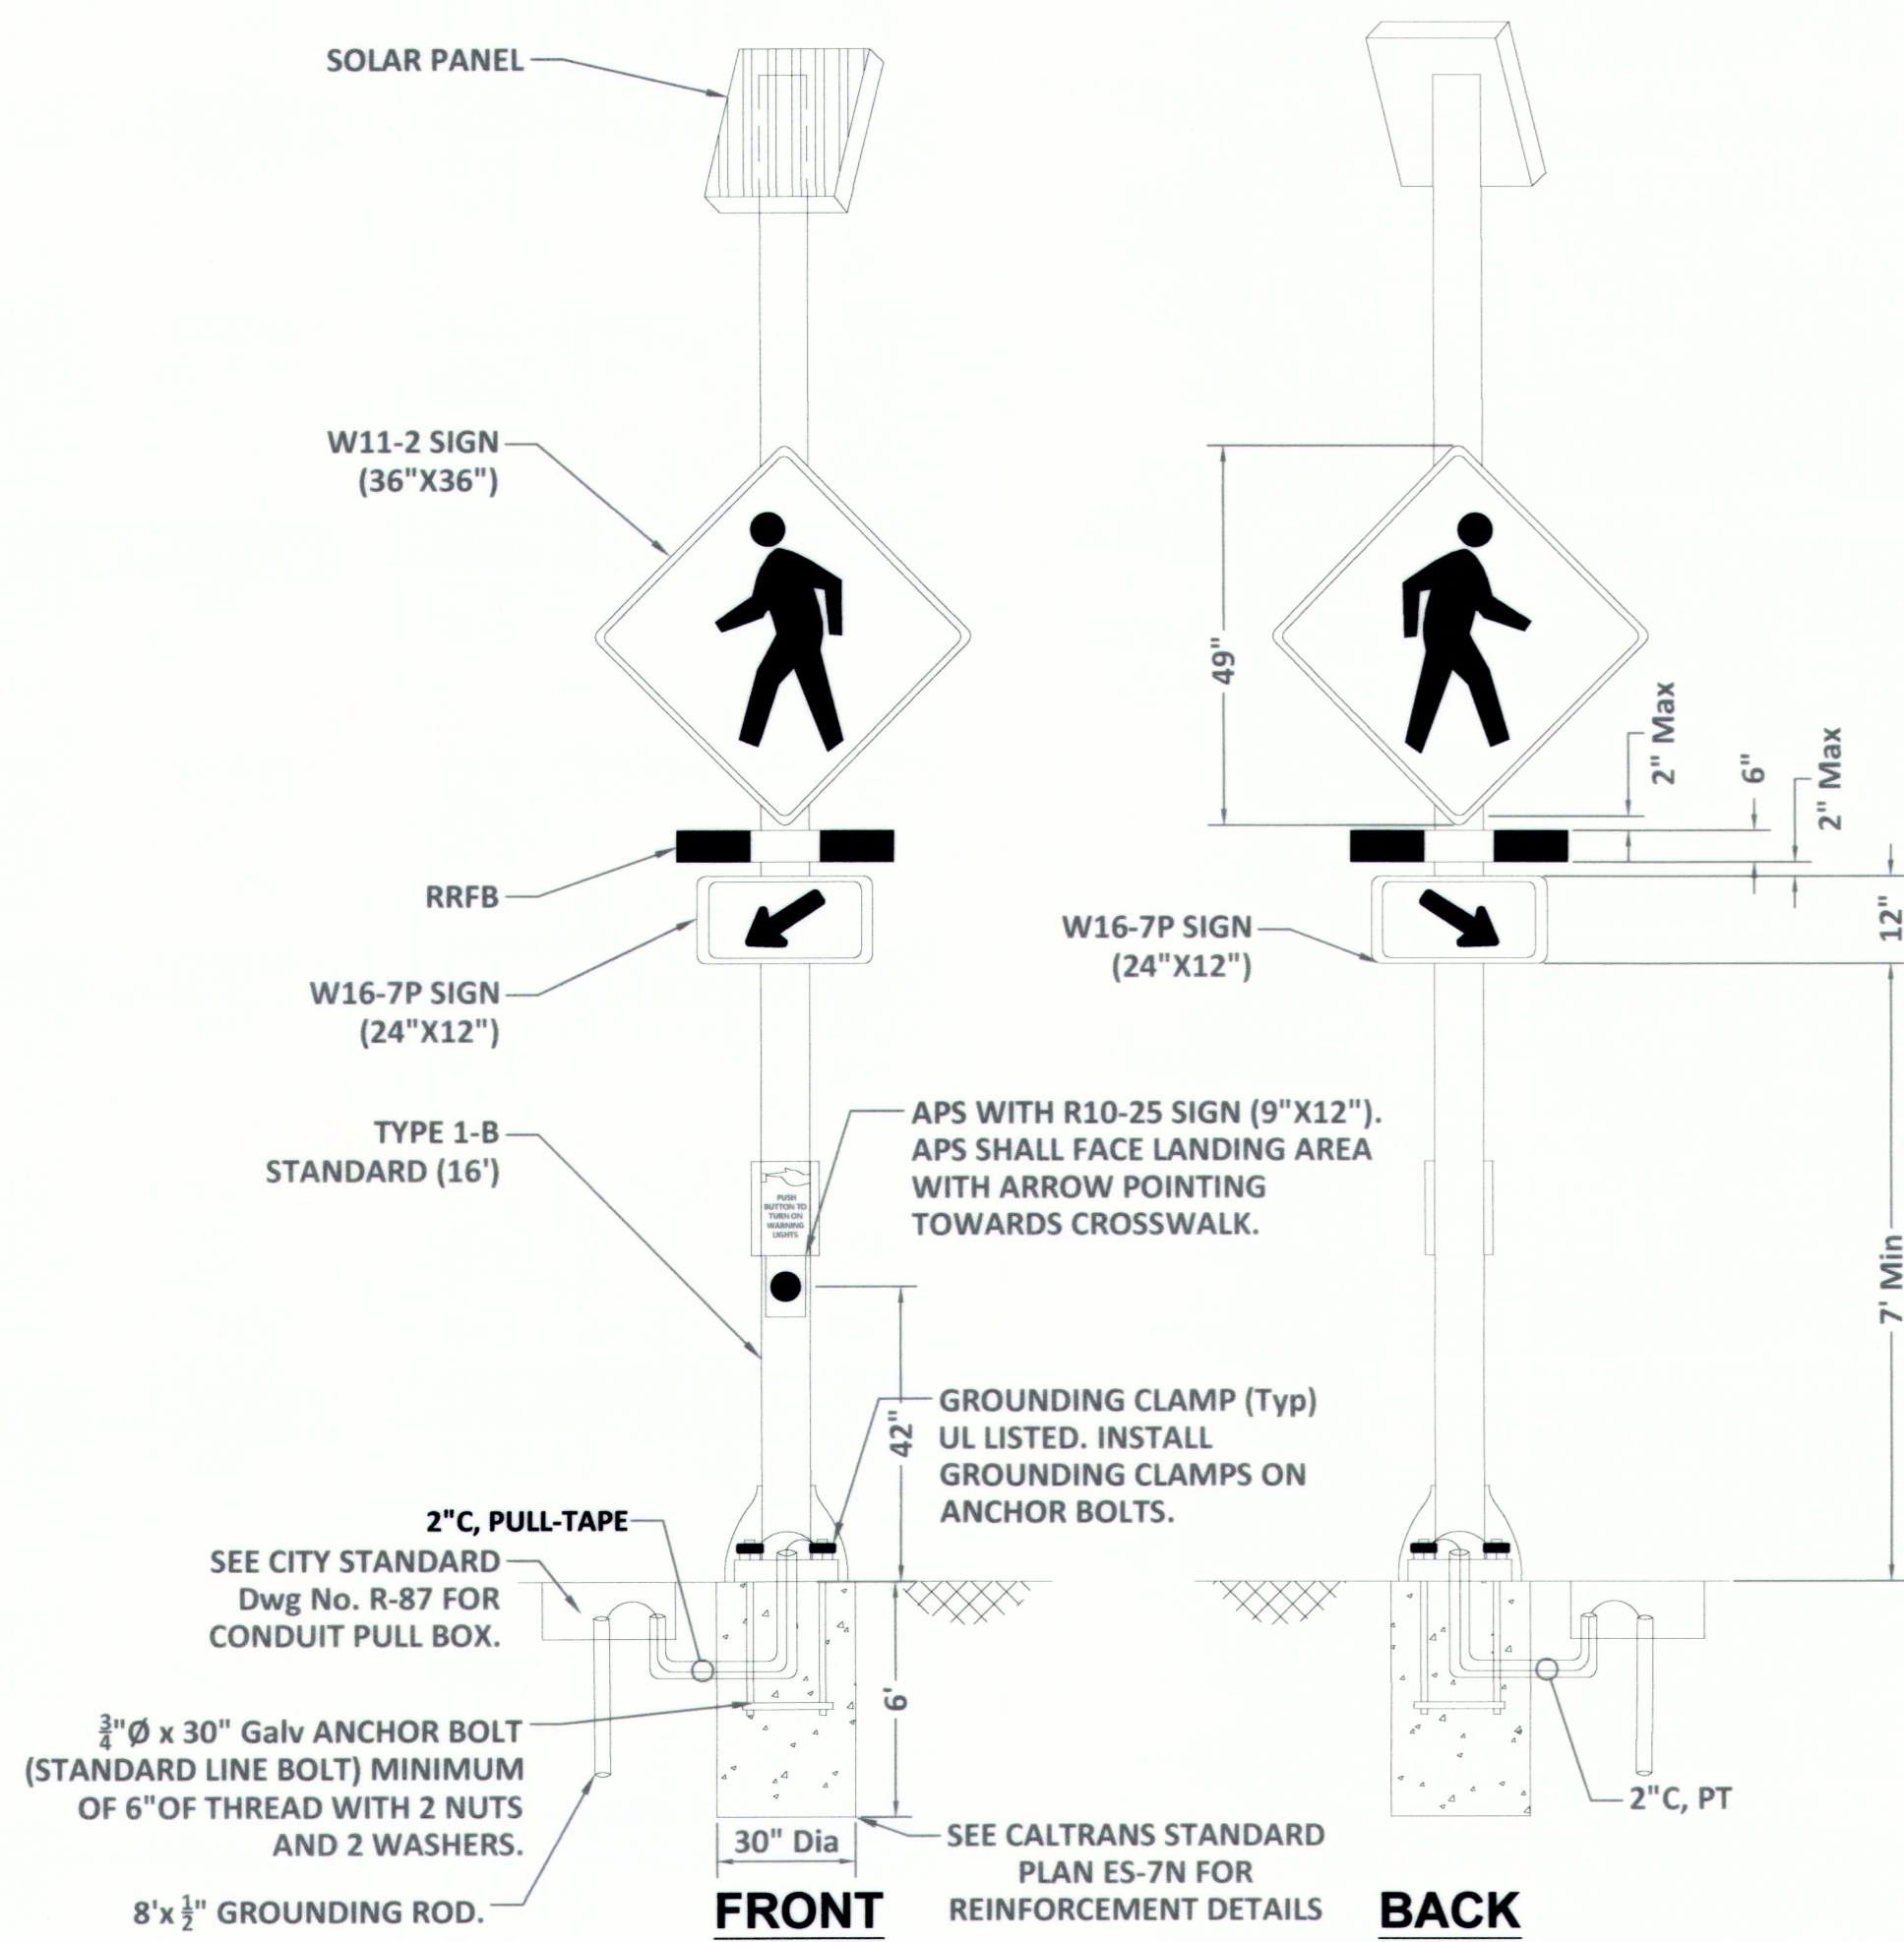 SOLAR PANEL
W11-2 SIGN
(36"X36")
49"
2" Max
6"
2" Max
12"
RRFB
W16-7P SIGN
(24"X12")
W16-7P SIGN
(24"X12")
TYPE 1-B
STANDARD (16')
APS WITH R10-25 SIGN (9"X12").
APS SHALL FACE LANDING AREA
WITH ARROW POINTING
TOWARDS CROSSWALK.
PUSH
BUTTON TO
TURN ON
WARNING
LIGHTS
7' Min
42"
GROUNDING CLAMP (Typ)
UL LISTED. INSTALL
GROUNDING CLAMPS ON
ANCHOR BOLTS.
2"C, PULL-TAPE
SEE CITY STANDARD
Dwg No. R-87 FOR
CONDUIT PULL BOX.
6'
¾"Ø x 30" Galv ANCHOR BOLT
(STANDARD LINE BOLT) MINIMUM
OF 6"OF THREAD WITH 2 NUTS
AND 2 WASHERS.
2"C, PT
30" Dia
SEE CALTRANS STANDARD
PLAN ES-7N FOR
REINFORCEMENT DETAILS
8'x ½" GROUNDING ROD.
FRONT
BACK